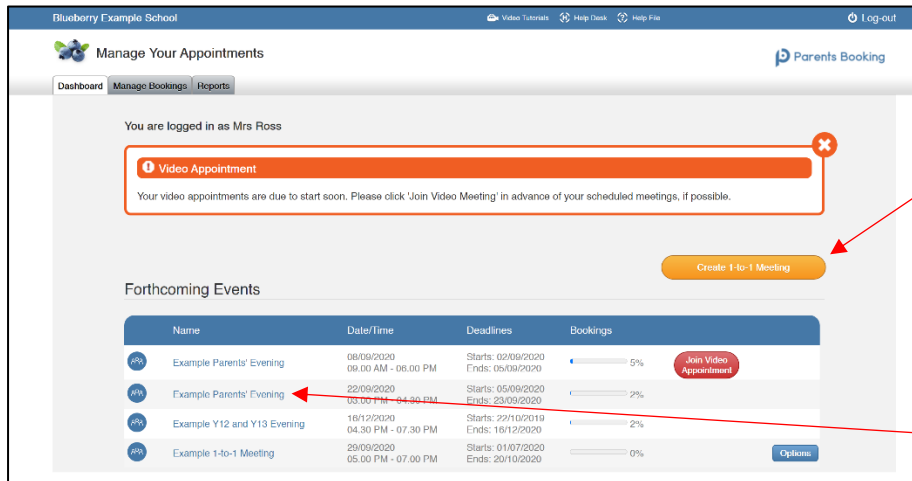 Blueberry Example School Video Tutorials Help Desk Help File Log-out
Manage Your Appointments
Parents Booking
Dashboard Manage Bookings Reports
You are logged in as Mrs Ross
Video Appointment
Your video appointments are due to start soon. Please click 'Join Video Meeting' in advance of your scheduled meetings, if possible.
Create 1-to-1 Meeting
Forthcoming Events
Name Date/Time Deadlines Bookings
Example Parents' Evening 08/09/2020 09.00 AM - 06.00 PM Starts: 02/09/2020 Ends: 05/09/2020 5% Join Video Appointment
Example Parents' Evening 22/09/2020 03.00 PM - 04.30 PM Starts: 05/09/2020 Ends: 23/09/2020 2%
Example Y12 and Y13 Evening 16/12/2020 04.30 PM - 07.30 PM Starts: 22/10/2019 Ends: 16/12/2020 2%
Example 1-to-1 Meeting 29/09/2020 05.00 PM - 07.00 PM Starts: 01/07/2020 Ends: 20/10/2020 0% Options